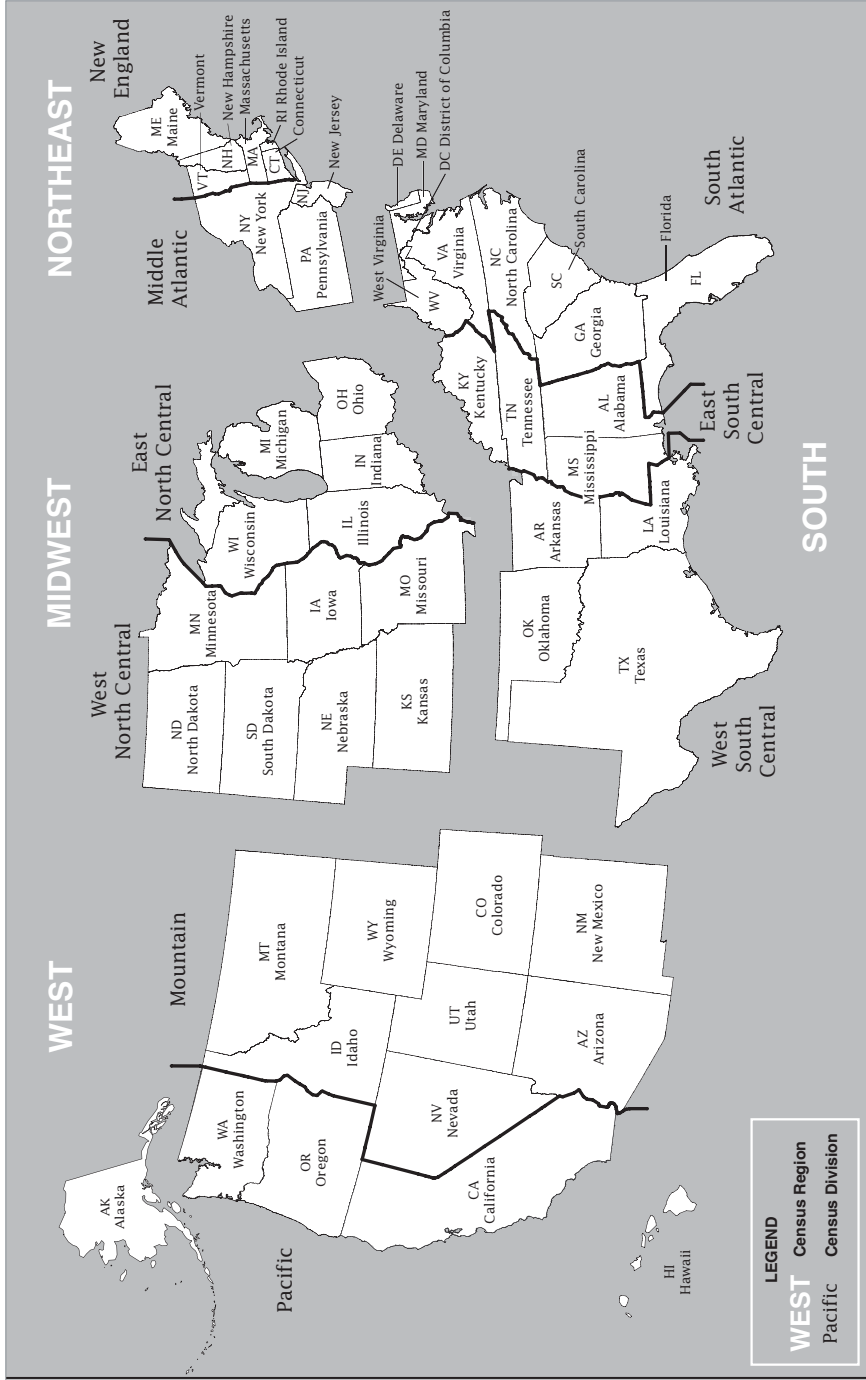 WEST
Pacific
AK
Alaska
WA
Washington
OR
Oregon
CA
California
HI
Hawaii
Mountain
MT
Montana
ID
Idaho
WY
Wyoming
NV
Nevada
UT
Utah
CO
Colorado
AZ
Arizona
NM
New Mexico
MIDWEST
West
North Central
ND
North Dakota
SD
South Dakota
NE
Nebraska
KS
Kansas
MN
Minnesota
IA
Iowa
MO
Missouri
East
North Central
WI
Wisconsin
MI
Michigan
IL
Illinois
IN
Indiana
OH
Ohio
NORTHEAST
Middle
Atlantic
NY
New York
PA
Pennsylvania
NJ
New Jersey
New
England
ME
Maine
VT
Vermont
NH
New Hampshire
MA
Massachusetts
RI Rhode Island
CT
Connecticut
SOUTH
West
South
Central
TX
Texas
OK
Oklahoma
AR
Arkansas
LA
Louisiana
East
South
Central
KY
Kentucky
TN
Tennessee
MS
Mississippi
AL
Alabama
South
Atlantic
West Virginia
WV
DE Delaware
MD Maryland
DC District of Columbia
VA
Virginia
NC
North Carolina
SC
South Carolina
GA
Georgia
Florida
FL
LEGEND
WEST Census Region
Pacific Census Division